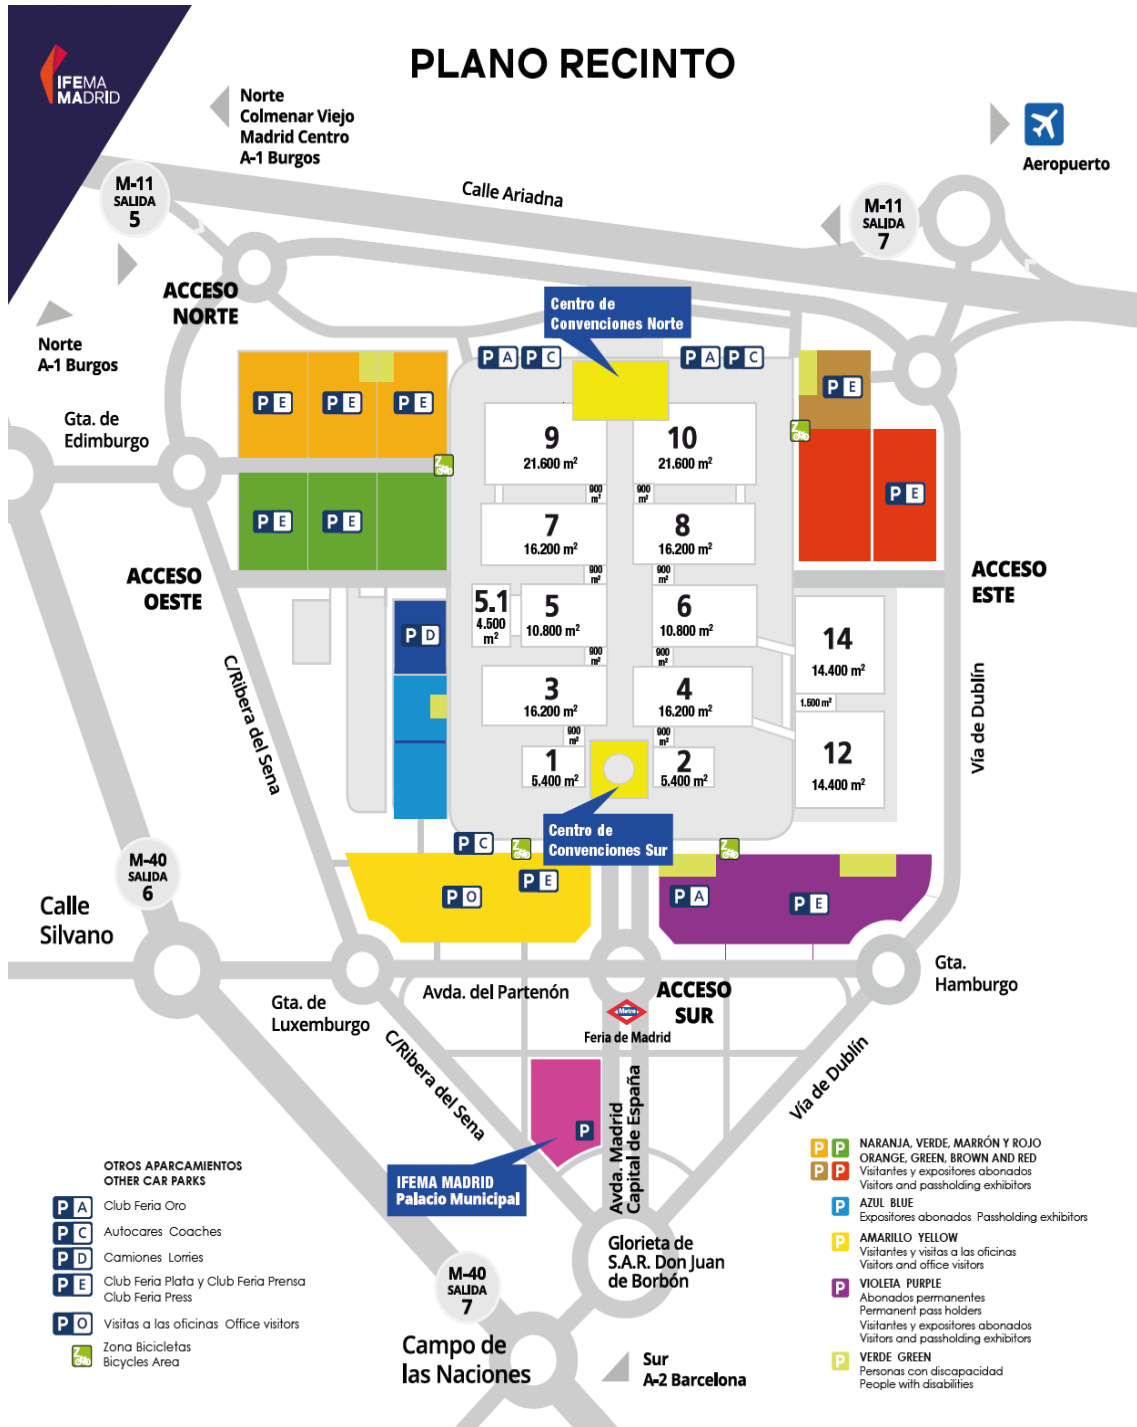 PLANO RECINTO
IFEMA
MADRID
Norte
Colmenar Viejo
Madrid Centro
A-1 Burgos
Aeropuerto
Calle Ariadna
M-11
SALIDA
5
M-11
SALIDA
7
ACCESO
NORTE
Norte
A-1 Burgos
Gta. de
Edimburgo
Centro de
Convenciones Norte
P A P C
P A P C
P E
P E
P E
P E
9
21.600 m²
10
21.600 m²
900
m²
900
m²
P E
P E
P E
7
16.200 m²
8
16.200 m²
900
m²
900
m²
ACCESO
OESTE
ACCESO
ESTE
5.1
4.500
m²
5
10.800 m²
6
10.800 m²
14
14.400 m²
P D
900
m²
900
m²
C/Ribera del Sena
Vía de Dublín
3
16.200 m²
4
16.200 m²
1.500 m²
900
m²
900
m²
1
5.400 m²
2
5.400 m²
12
14.400 m²
Centro de
Convenciones Sur
P C
P E
P O
P A
P E
M-40
SALIDA
6
Calle
Silvano
Gta. de
Luxemburgo
Avda. del Partenón
ACCESO
SUR
Gta.
Hamburgo
Metro
Feria de Madrid
C/Ribera del Sena
Vía de Dublín
Avda. Madrid
Capital de España
P
IFEMA MADRID
Palacio Municipal
Glorieta de
S.A.R. Don Juan
de Borbón
M-40
SALIDA
7
Campo de
las Naciones
Sur
A-2 Barcelona
OTROS APARCAMIENTOS
OTHER CAR PARKS
P A Club Feria Oro
P C Autocares Coaches
P D Camiones Lorries
P E Club Feria Plata y Club Feria Prensa
Club Feria Press
P O Visitas a las oficinas Office visitors
Zona Bicicletas
Bicycles Area
P P NARANJA, VERDE, MARRÓN Y ROJO
ORANGE, GREEN, BROWN AND RED
P P Visitantes y expositores abonados
Visitors and passholding exhibitors
P AZUL BLUE
Expositores abonados Passholding exhibitors
P AMARILLO YELLOW
Visitantes y visitas a las oficinas
Visitors and office visitors
P VIOLETA PURPLE
Abonados permanentes
Permanent pass holders
Visitantes y expositores abonados
Visitors and passholding exhibitors
P VERDE GREEN
Personas con discapacidad
People with disabilities